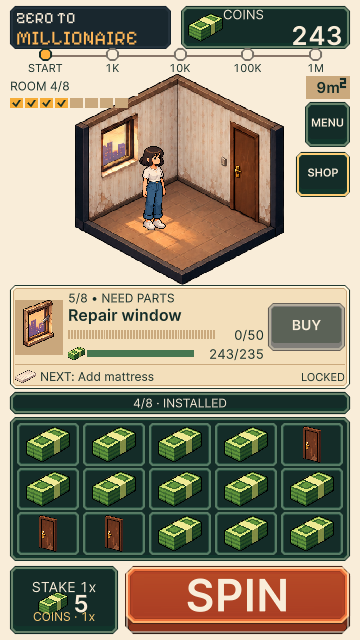 ZERO TO
MILLIONAIRE
COINS
243
START 1K 10K 100K 1M
ROOM 4/8
9m²
MENU
SHOP
5/8 • NEED PARTS
Repair window
0/50
243/235
BUY
NEXT: Add mattress
LOCKED
4/8 · INSTALLED
STAKE 1x
5
COINS · 1x
SPIN